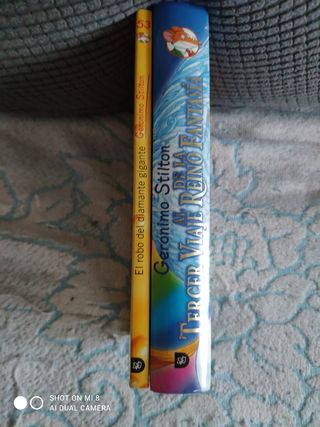 53
El robo del diamante gigante Geronimo Stilton
Geronimo Stilton
TERCER VIAJE AL REINO DE LA FANTASÍA
SHOT ON MI 8
AI DUAL CAMERA